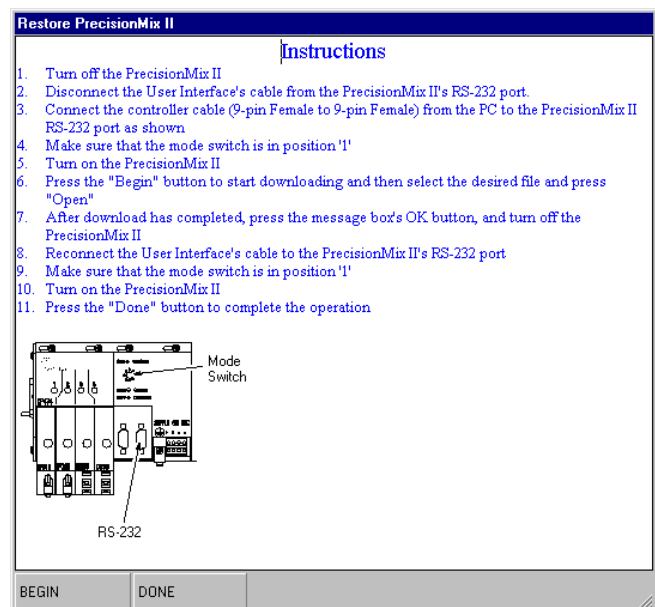 Restore PrecisionMix II
Instructions
1. Turn off the PrecisionMix II
2. Disconnect the User Interface's cable from the PrecisionMix II's RS-232 port.
3. Connect the controller cable (9-pin Female to 9-pin Female) from the PC to the PrecisionMix II
RS-232 port as shown
4. Make sure that the mode switch is in position '1'
5. Turn on the PrecisionMix II
6. Press the "Begin" button to start downloading and then select the desired file and press
"Open"
7. After download has completed, press the message box's OK button, and turn off the
PrecisionMix II
8. Reconnect the User Interface's cable to the PrecisionMix II's RS-232 port
9. Make sure that the mode switch is in position '1'
10. Turn on the PrecisionMix II
11. Press the "Done" button to complete the operation
Mode
Switch
RS-232
BEGIN
DONE